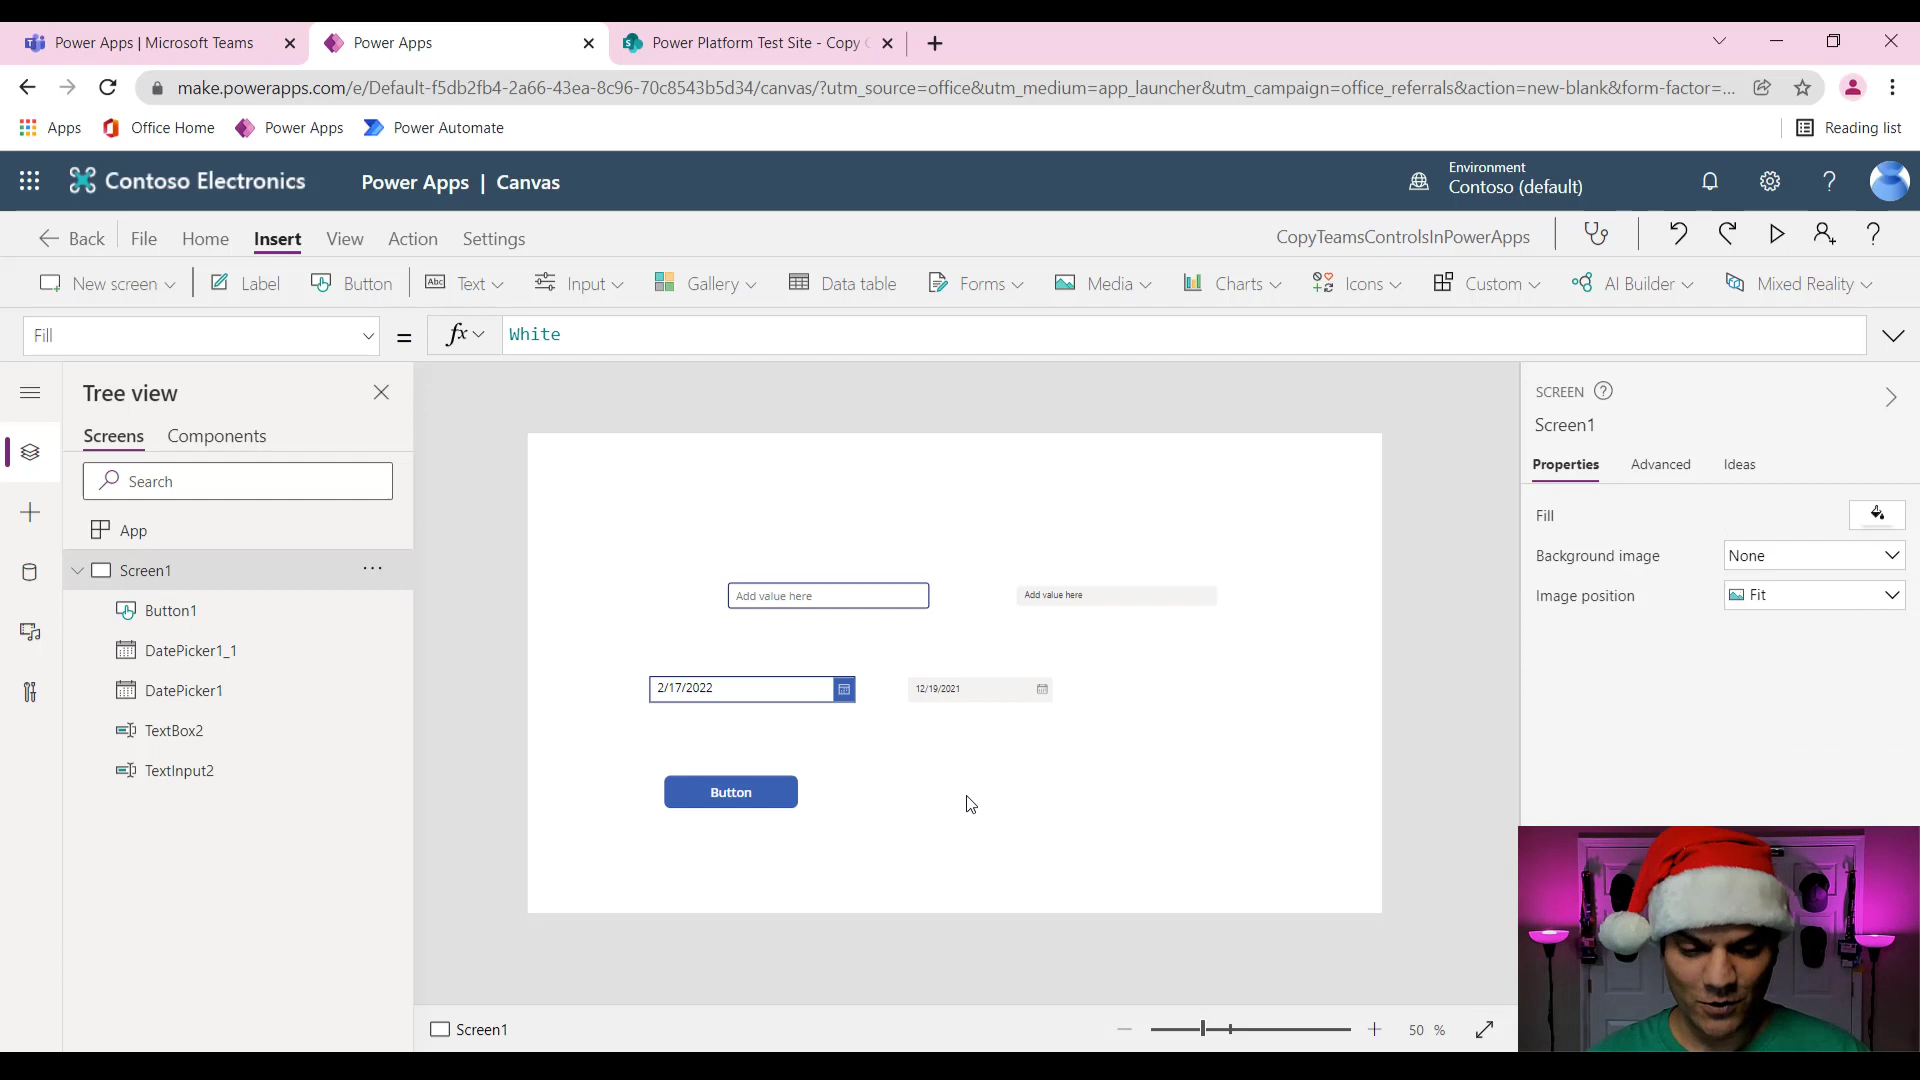 Power Apps | Microsoft Teams
Power Apps
Power Platform Test Site - Copy
make.powerapps.com/e/Default-f5db2fb4-2a66-43ea-8c96-70c8543b5d34/canvas/?utm_source=office&utm_medium=app_launcher&utm_campaign=office_referrals&action=new-blank&form-factor=...
Apps
Office Home
Power Apps
Power Automate
Reading list
Contoso Electronics
Power Apps | Canvas
Environment
Contoso (default)
Back
File
Home
Insert
View
Action
Settings
CopyTeamsControlsInPowerApps
New screen
Label
Button
Text
Input
Gallery
Data table
Forms
Media
Charts
Icons
Custom
AI Builder
Mixed Reality
Fill
=
fx
White
Tree view
Screens
Components
Search
App
Screen1
Button1
DatePicker1_1
DatePicker1
TextBox2
TextInput2
Add value here
Add value here
2/17/2022
12/19/2021
Button
SCREEN
Screen1
Properties
Advanced
Ideas
Fill
Background image
None
Image position
Fit
Screen1
50 %